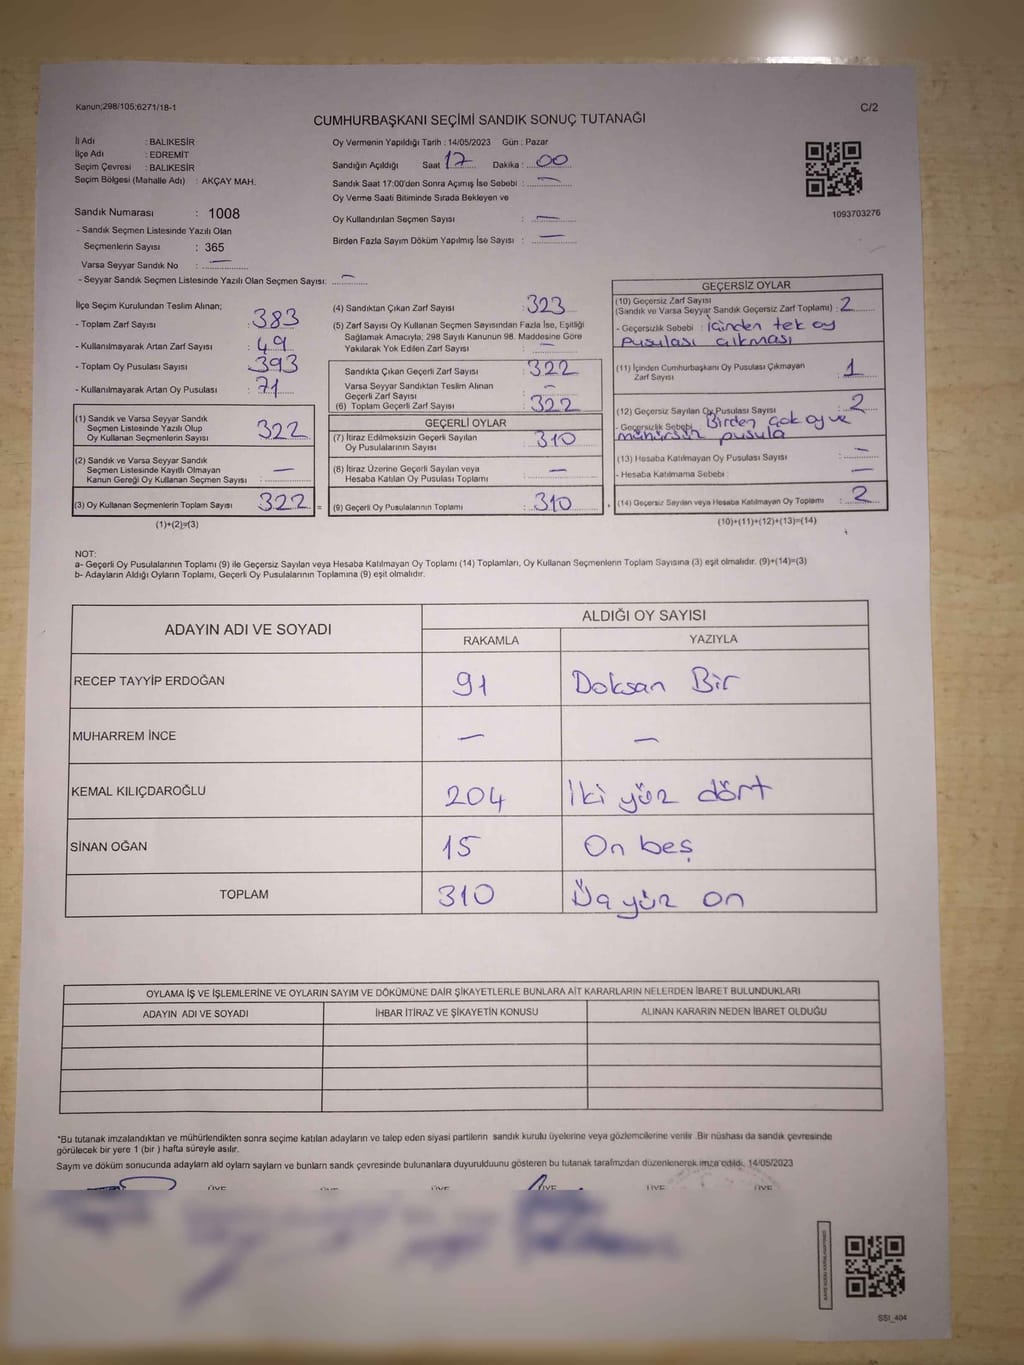 Kanun;298/105;6271/18-1
C/2
CUMHURBAŞKANI SEÇİMİ SANDIK SONUÇ TUTANAĞI
İl Adı : BALIKESİR
İlçe Adı : EDREMİT
Seçim Çevresi : BALIKESİR
Seçim Bölgesi (Mahalle Adı) : AKÇAY MAH.
Sandık Numarası : 1008
- Sandık Seçmen Listesinde Yazılı Olan
Seçmenlerin Sayısı : 365
Varsa Seyyar Sandık No : —
- Seyyar Sandık Seçmen Listesinde Yazılı Olan Seçmen Sayısı: —
Oy Vermenin Yapıldığı Tarih : 14/05/2023 Gün : Pazar
Sandığın Açıldığı Saat 17 Dakika : 00
Sandık Saat 17:00'den Sonra Açımış İse Sebebi : —
Oy Verme Saati Bitiminde Sırada Bekleyen ve
Oy Kullandırılan Seçmen Sayısı : —
Birden Fazla Sayım Döküm Yapılmış İse Sayısı : —
1093703276
İlçe Seçim Kurulundan Teslim Alınan;
- Toplam Zarf Sayısı : 383
- Kullanılmayarak Artan Zarf Sayısı : 49
- Toplam Oy Pusulası Sayısı : 393
- Kullanılmayarak Artan Oy Pusulası : 71
(1) Sandık ve Varsa Seyyar Sandık
Seçmen Listesinde Yazılı Olup
Oy Kullanan Seçmenlerin Sayısı 322
(2) Sandık ve Varsa Seyyar Sandık
Seçmen Listesinde Kayıtlı Olmayan
Kanun Gereği Oy Kullanan Seçmen Sayısı : —
(3) Oy Kullanan Seçmenlerin Toplam Sayısı : 322
(1)+(2)=(3)
(4) Sandıktan Çıkan Zarf Sayısı : 323
(5) Zarf Sayısı Oy Kullanan Seçmen Sayısından Fazla İse, Eşitliği
Sağlamak Amacıyla; 298 Sayılı Kanunun 98. Maddesine Göre
Yakılarak Yok Edilen Zarf Sayısı : —
Sandıkta Çıkan Geçerli Zarf Sayısı : 322
Varsa Seyyar Sandıktan Teslim Alınan
Geçerli Zarf Sayısı : —
(6) Toplam Geçerli Zarf Sayısı : 322
GEÇERLİ OYLAR
(7) İtiraz Edilmeksizin Geçerli Sayılan
Oy Pusulalarının Sayısı : 310
(8) İtiraz Üzerine Geçerli Sayılan veya
Hesaba Katılan Oy Pusulası Toplamı : —
= (9) Geçerli Oy Pusulalarının Toplamı : 310
GEÇERSİZ OYLAR
(10) Geçersiz Zarf Sayısı
(Sandık ve Varsa Seyyar Sandık Geçersiz Zarf Toplamı) : 2
- Geçersizlik Sebebi : İçinden tek oy
pusulası çıkması
(11) İçinden Cumhurbaşkanı Oy Pusulası Çıkmayan
Zarf Sayısı : 1
(12) Geçersiz Sayılan Oy Pusulası Sayısı : 2
- Geçersizlik Sebebi : Birden çok oy ve
mühürsüz pusula
(13) Hesaba Katılmayan Oy Pusulası Sayısı : —
- Hesaba Katılmama Sebebi : —
+ (14) Geçersiz Sayılan veya Hesaba Katılmayan Oy Toplamı : 2
(10)+(11)+(12)+(13)=(14)
NOT:
a- Geçerli Oy Pusulalarının Toplamı (9) ile Geçersiz Sayılan veya Hesaba Katılmayan Oy Toplamı (14) Toplamları, Oy Kullanan Seçmenlerin Toplam Sayısına (3) eşit olmalıdır. (9)+(14)=(3)
b- Adayların Aldığı Oyların Toplamı, Geçerli Oy Pusulalarının Toplamına (9) eşit olmalıdır.
ADAYIN ADI VE SOYADI ALDIĞI OY SAYISI
RAKAMLA YAZIYLA
RECEP TAYYİP ERDOĞAN 91 Doksan Bir
MUHARREM İNCE — —
KEMAL KILIÇDAROĞLU 204 İki yüz dört
SİNAN OĞAN 15 On beş
TOPLAM 310 Üç yüz on
OYLAMA İŞ VE İŞLEMLERİNE VE OYLARIN SAYIM VE DÖKÜMÜNE DAİR ŞİKAYETLERLE BUNLARA AİT KARARLARIN NELERDEN İBARET BULUNDUKLARI
ADAYIN ADI VE SOYADI İHBAR İTİRAZ VE ŞİKAYETİN KONUSU ALINAN KARARIN NEDEN İBARET OLDUĞU
*Bu tutanak imzalandıktan ve mühürlendikten sonra seçime katılan adayların ve talep eden siyasi partilerin sandık kurulu üyelerine veya gözlemcilerine verilir. Bir nüshası da sandık çevresinde
görülecek bir yere 1 (bir ) hafta süreyle asılır.
Sayım ve döküm sonucunda adayların ald oyların sayların ve bunların sandk çevresinde bulunanlara duyurulduunu gösteren bu tutanak tarafmzdan düzenlenerek imza edildi. 14/05/2023
ÜYE ÜYE ÜYE ÜYE ÜYE
SSI_404